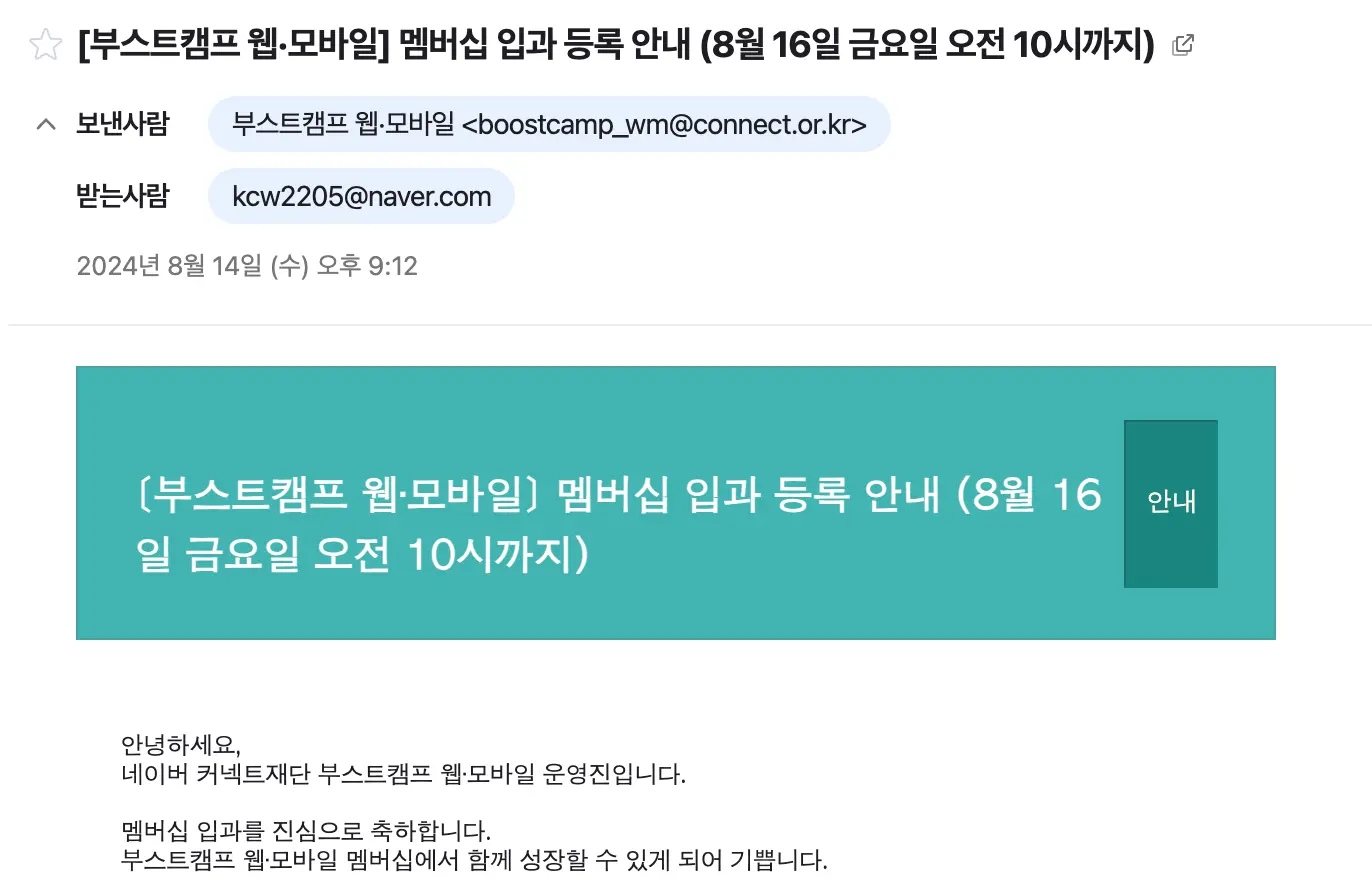 [부스트캠프 웹·모바일] 멤버십 입과 등록 안내 (8월 16일 금요일 오전 10시까지)
보낸사람 부스트캠프 웹·모바일 <boostcamp_wm@connect.or.kr>
받는사람 kcw2205@naver.com
2024년 8월 14일 (수) 오후 9:12
〔부스트캠프 웹·모바일〕 멤버십 입과 등록 안내 (8월 16
일 금요일 오전 10시까지)
안내
안녕하세요,
네이버 커넥트재단 부스트캠프 웹·모바일 운영진입니다.
멤버십 입과를 진심으로 축하합니다.
부스트캠프 웹·모바일 멤버십에서 함께 성장할 수 있게 되어 기쁩니다.